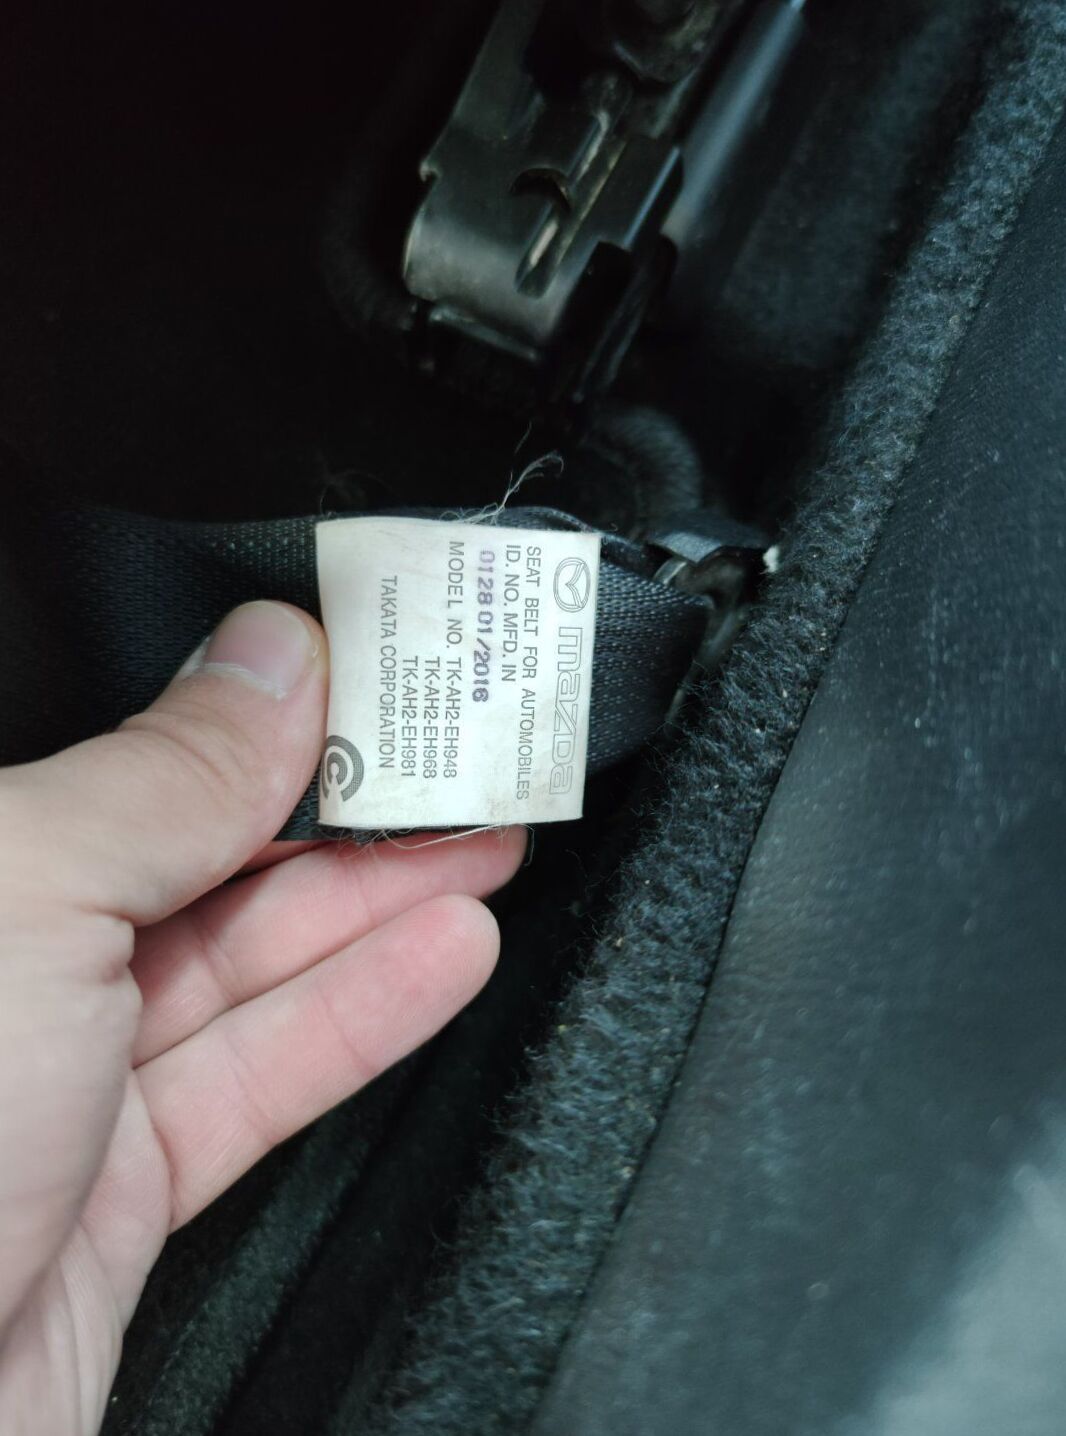 mazda
SEAT BELT FOR AUTOMOBILES
ID. NO. MFD. IN
0128 01/2016
MODEL NO. TK-AH2-EH948
TK-AH2-EH968
TK-AH2-EH981
TAKATA CORPORATION
C